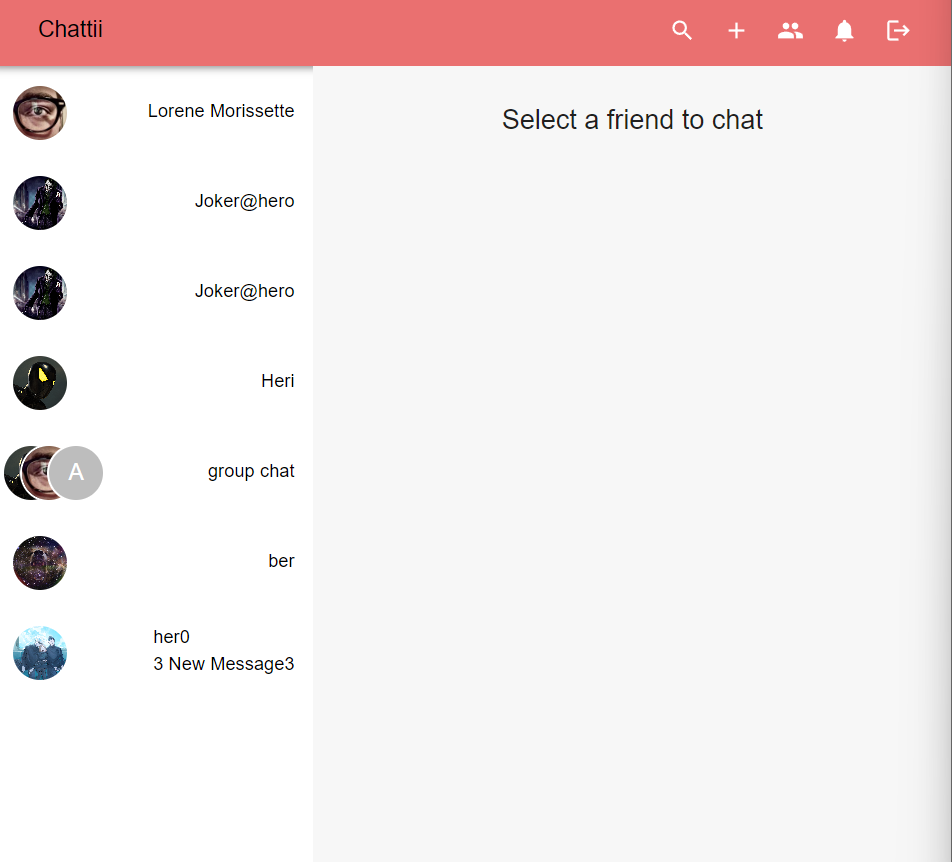 Chattii
Lorene Morissette
Select a friend to chat
Joker@hero
Joker@hero
Heri
A
group chat
ber
her0
3 New Message3